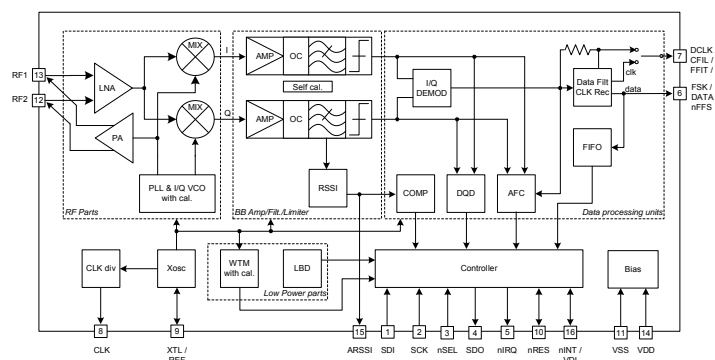 MIX
I
AMP
OC
DCLK
7
CFIL /
FFIT /
RF1
13
LNA
Self cal.
I/Q
DEMOD
clk
Data Filt
CLK Rec
data
6
FSK /
DATA
nFFS
RF2
12
MIX
Q
AMP
OC
PA
FIFO
PLL & I/Q VCO
with cal.
RSSI
COMP
DQD
AFC
RF Parts
BB Amp/Filt./Limiter
Data processing units
CLK div
Xosc
WTM
with cal.
LBD
Controller
Bias
Low Power parts
8
9
15
1
2
3
4
5
10
16
11
14
CLK
XTL /
ARSSI
SDI
SCK
nSEL
SDO
nIRQ
nRES
nINT /
VSS
VDD